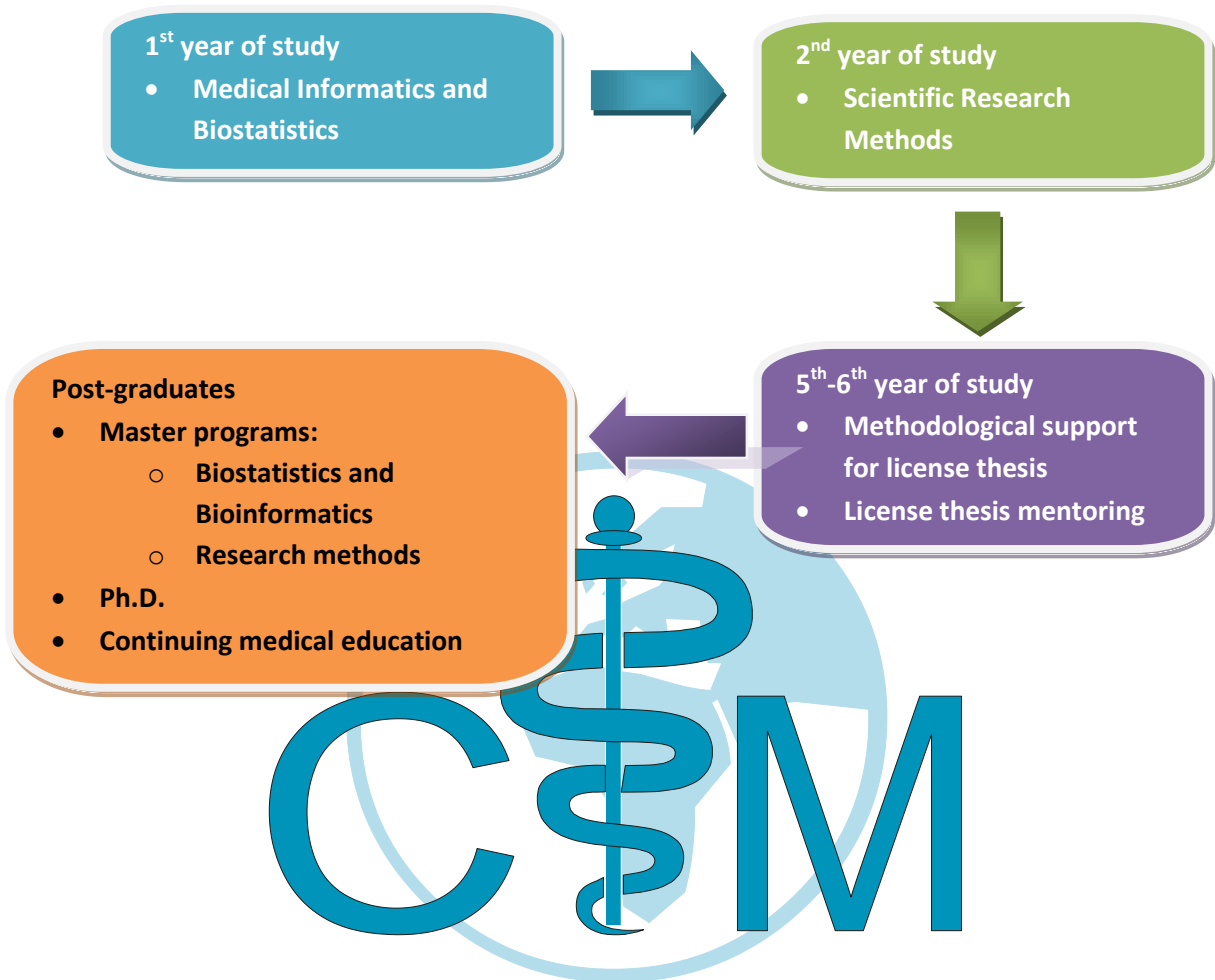 1st year of study
• Medical Informatics and
Biostatistics
2nd year of study
• Scientific Research
Methods
5th-6th year of study
• Methodological support
for license thesis
• License thesis mentoring
Post-graduates
• Master programs:
o Biostatistics and
Bioinformatics
o Research methods
• Ph.D.
• Continuing medical education
C M